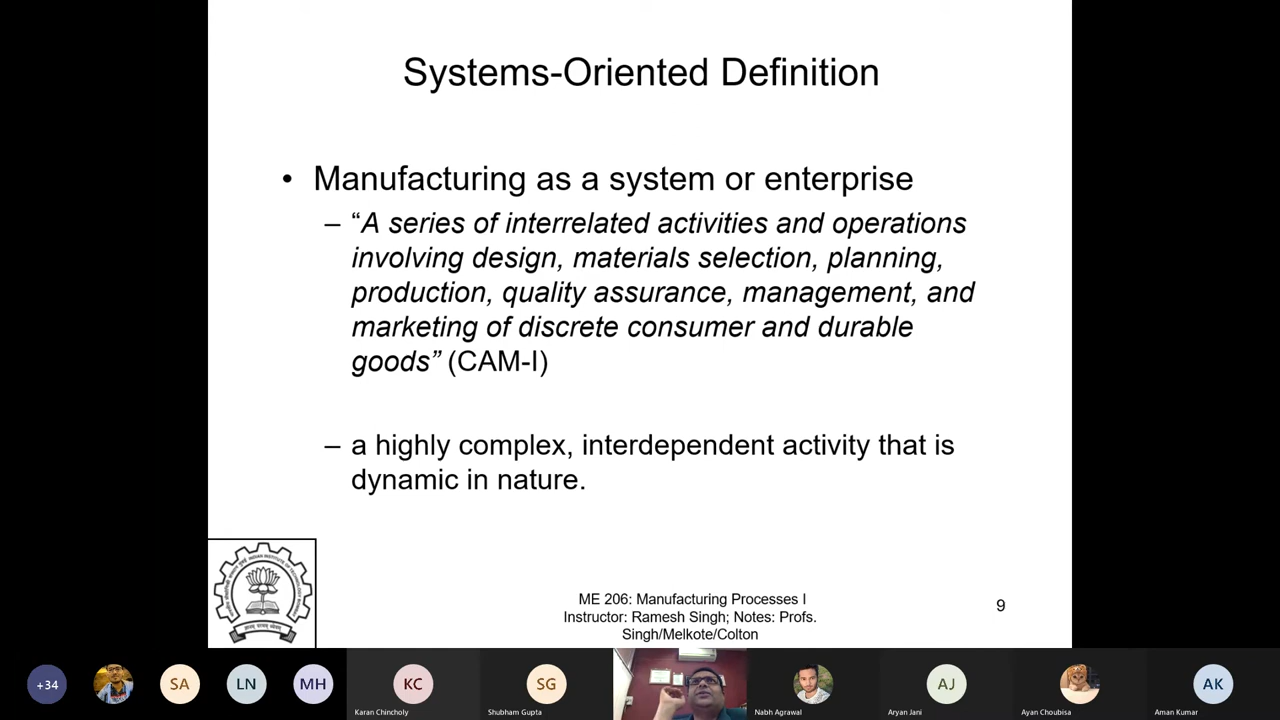 Systems-Oriented Definition
• Manufacturing as a system or enterprise
– “A series of interrelated activities and operations
involving design, materials selection, planning,
production, quality assurance, management, and
marketing of discrete consumer and durable
goods” (CAM-I)
– a highly complex, interdependent activity that is
dynamic in nature.
ME 206: Manufacturing Processes I
Instructor: Ramesh Singh; Notes: Profs.
Singh/Melkote/Colton
9
+34
SA
LN
MH
KC
Karan Chincholy
SG
Shubham Gupta
Nabh Agrawal
AJ
Aryan Jani
Ayan Choubisa
AK
Aman Kumar